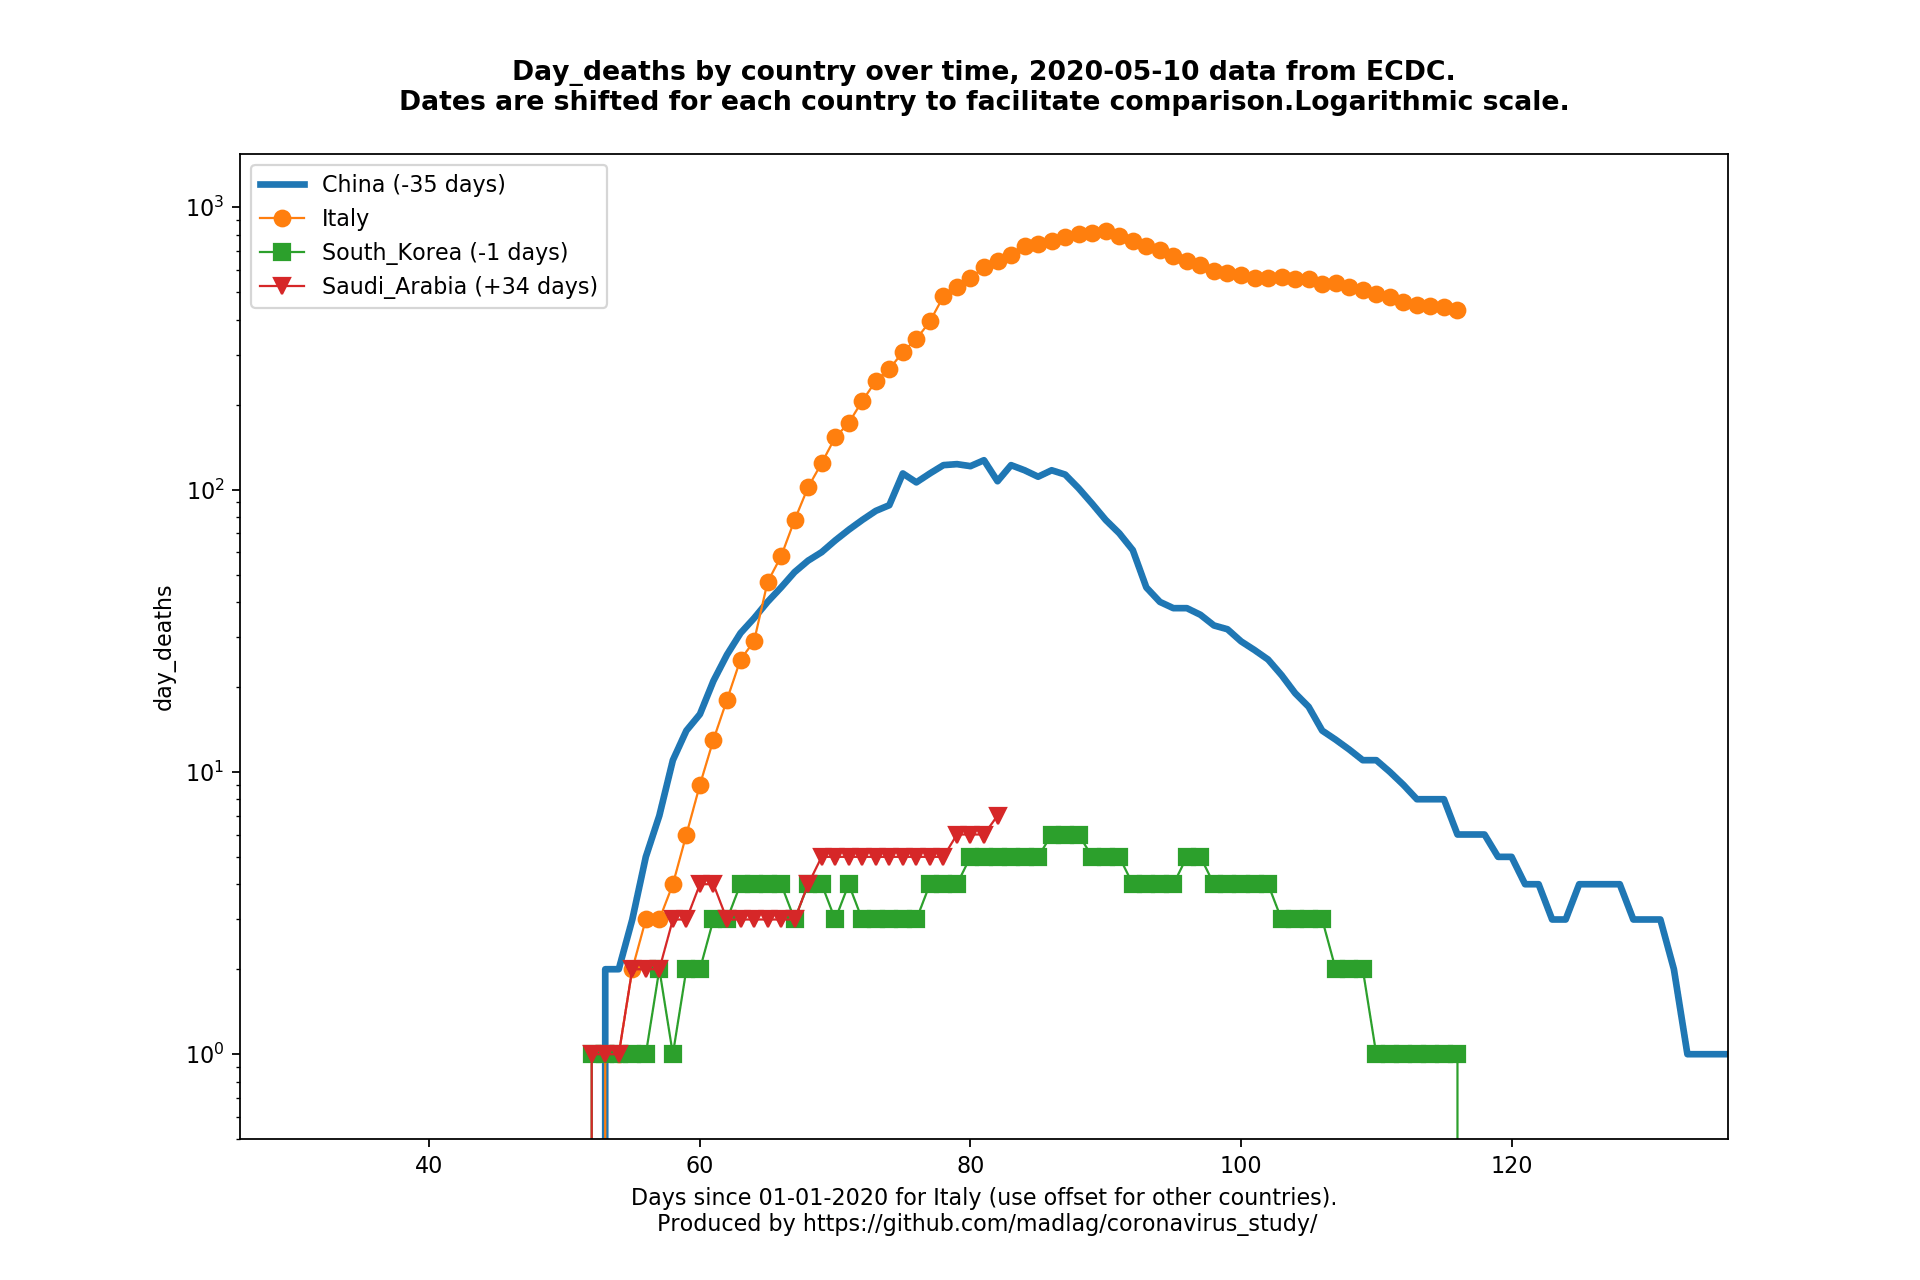 Day_deaths by country over time, 2020-05-10 data from ECDC.
Dates are shifted for each country to facilitate comparison.Logarithmic scale.
China (-35 days)
Italy
South_Korea (-1 days)
Saudi_Arabia (+34 days)
10³
10²
10¹
10⁰
day_deaths
40 60 80 100 120
Days since 01-01-2020 for Italy (use offset for other countries).
Produced by https://github.com/madlag/coronavirus_study/